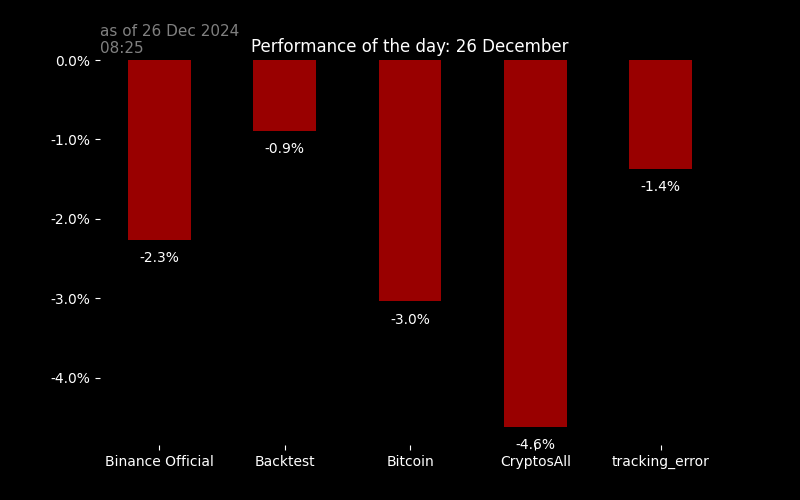 as of 26 Dec 2024
08:25
Performance of the day: 26 December
0.0%
-1.0%
-2.0%
-3.0%
-4.0%
-2.3%
-0.9%
-3.0%
-4.6%
-1.4%
Binance Official
Backtest
Bitcoin
CryptosAll
tracking_error